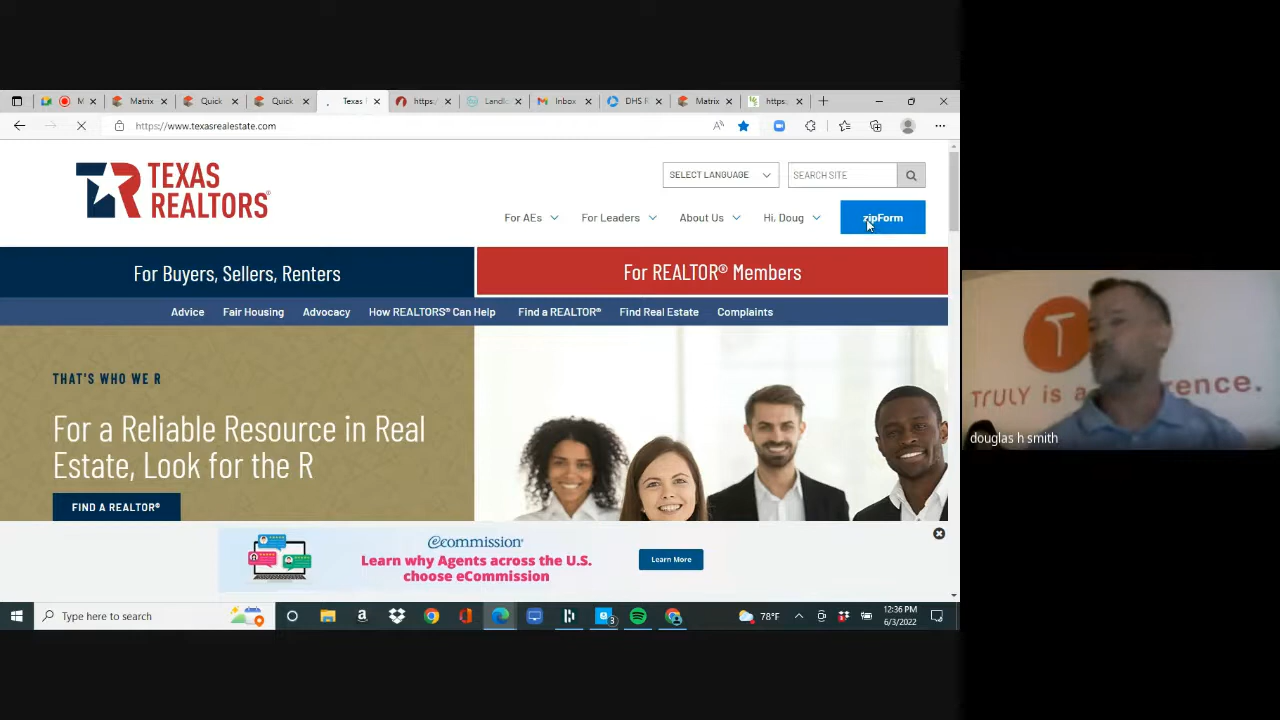 M
Matrix
Quick
Quick
Texas
https:
Landl
Inbox
DHS F
Matrix
https:
https://www.texasrealestate.com
TEXAS
REALTORS®
SELECT LANGUAGE
SEARCH SITE
For AEs
For Leaders
About Us
Hi, Doug
zipForm
For Buyers, Sellers, Renters
For REALTOR® Members
Advice
Fair Housing
Advocacy
How REALTORS® Can Help
Find a REALTOR®
Find Real Estate
Complaints
THAT'S WHO WE R
For a Reliable Resource in Real
Estate, Look for the R
FIND A REALTOR®
ecommission®
Learn why Agents across the U.S.
choose eCommission
Learn More
Type here to search
3
78°F
12:36 PM
6/3/2022
T
TRULY is a
erence.
douglas h smith